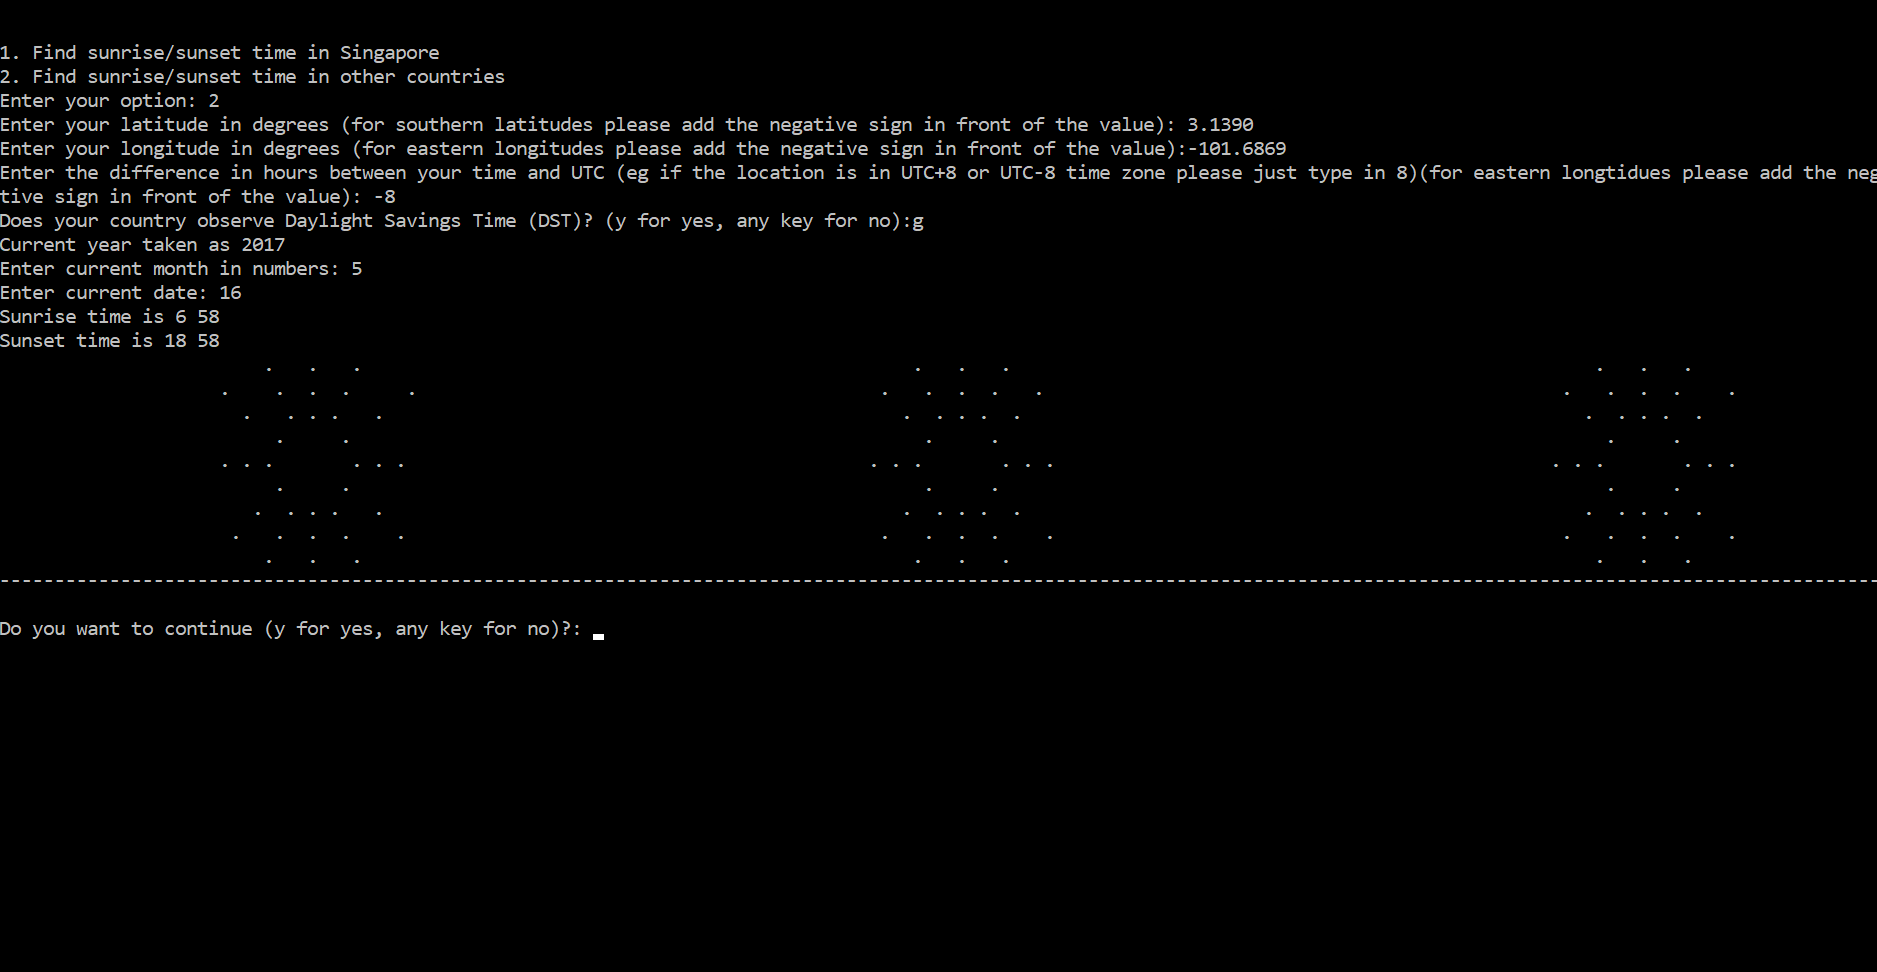 1. Find sunrise/sunset time in Singapore
2. Find sunrise/sunset time in other countries
Enter your option: 2
Enter your latitude in degrees (for southern latitudes please add the negative sign in front of the value): 3.1390
Enter your longitude in degrees (for eastern longitudes please add the negative sign in front of the value):-101.6869
Enter the difference in hours between your time and UTC (eg if the location is in UTC+8 or UTC-8 time zone please just type in 8)(for eastern longtidues please add the neg
tive sign in front of the value): -8
Does your country observe Daylight Savings Time (DST)? (y for yes, any key for no):g
Current year taken as 2017
Enter current month in numbers: 5
Enter current date: 16
Sunrise time is 6 58
Sunset time is 18 58
Do you want to continue (y for yes, any key for no)?: